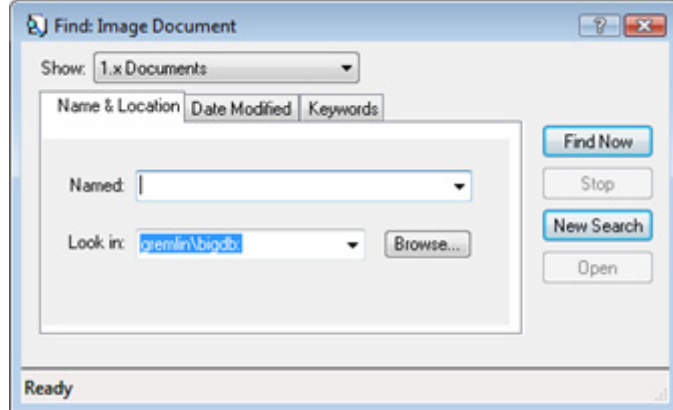 Find: Image Document
Show: 1.x Documents
Name & Location Date Modified Keywords
Find Now
Named:
Stop
New Search
Look in: gremlin\bigdb: Browse...
Open
Ready